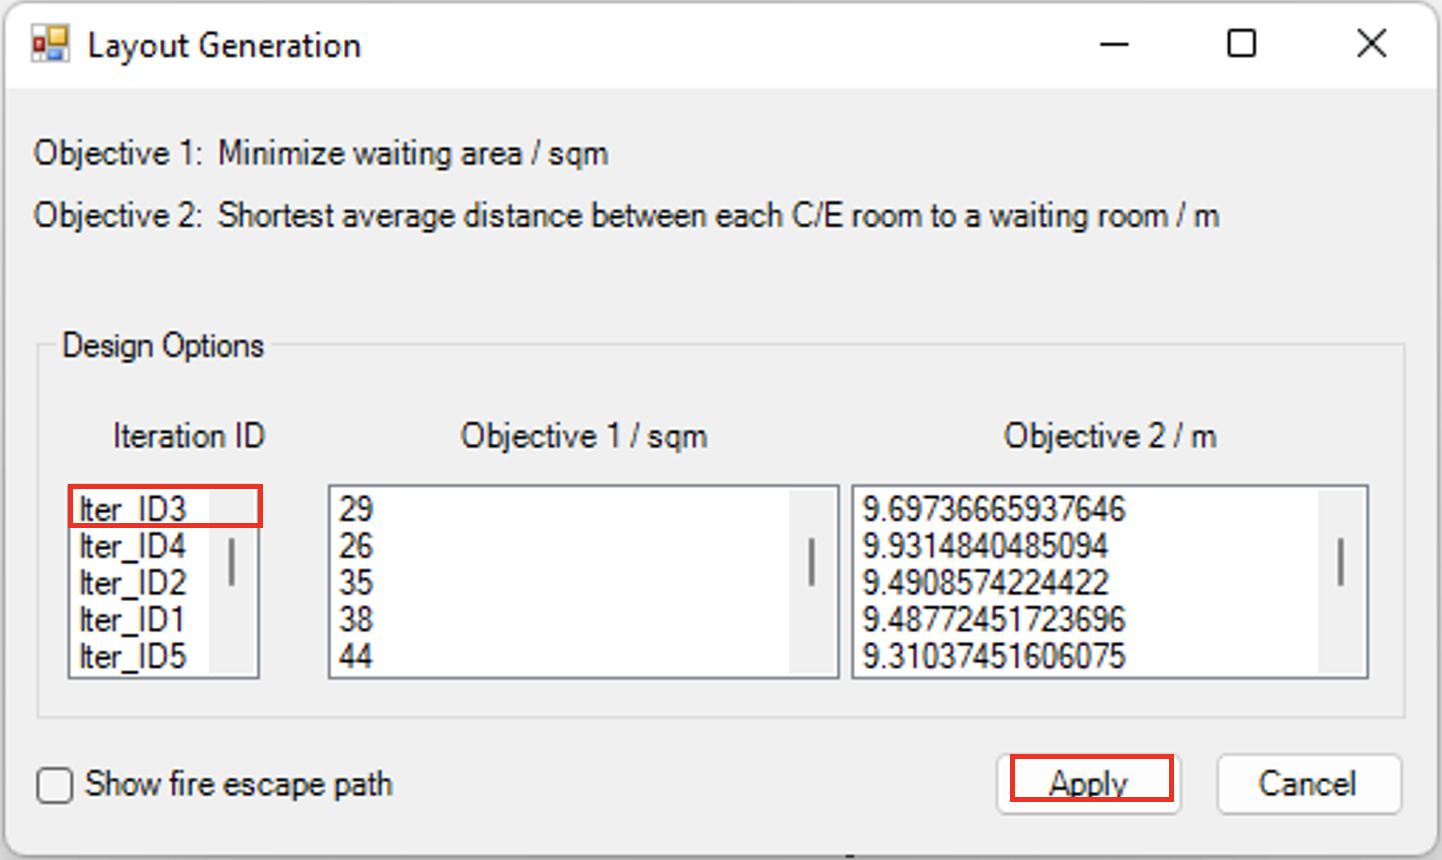 Layout Generation
Objective 1: Minimize waiting area / sqm
Objective 2: Shortest average distance between each C/E room to a waiting room / m
Design Options
Iteration ID Objective 1 / sqm Objective 2 / m
Iter_ID3 29 9.69736665937646
Iter_ID4 26 9.9314840485094
Iter_ID2 35 9.4908574224422
Iter_ID1 38 9.48772451723696
Iter_ID5 44 9.31037451606075
Show fire escape path Apply Cancel